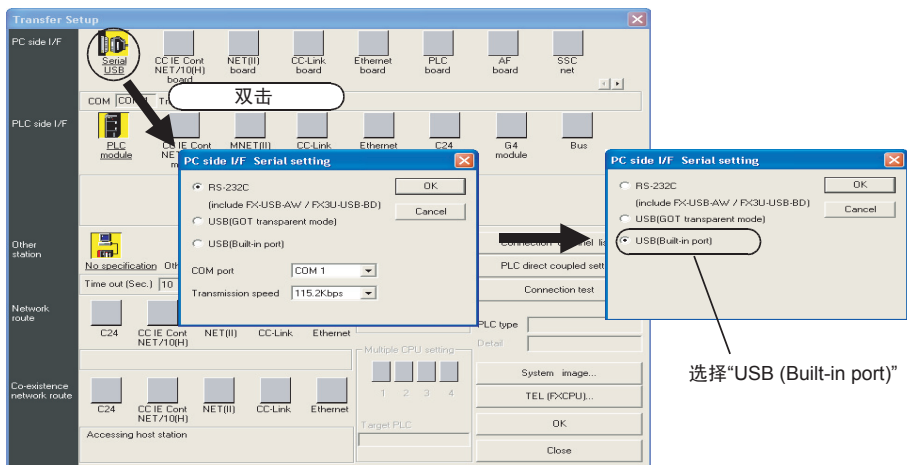 Transfer Setup
PC side I/F
Serial USB
CC IE Cont NET/10(H) board
NET(II) board
CC-Link board
Ethernet board
PLC board
AF board
SSC net
COM
双击
PLC side I/F
PLC module
CC IE Cont
MNET(II)
CC-Link
Ethernet
C24
G4 module
Bus
PC side I/F Serial setting
RS-232C
(include FX-USB-AW / FX3U-USB-BD)
USB(GOT transparent mode)
USB(Built-in port)
COM port
COM 1
Transmission speed
115.2Kbps
OK
Cancel
PC side I/F Serial setting
RS-232C
(include FX-USB-AW / FX3U-USB-BD)
USB(GOT transparent mode)
USB(Built-in port)
OK
Cancel
选择“USB (Built-in port)”
Other station
No specification
Time out (Sec.)
10
Connection
PLC direct coupled
Connection test
PLC type
Detail
System image...
TEL (FXCPU)...
OK
Close
Network route
C24
CC IE Cont NET/10(H)
NET(II)
CC-Link
Ethernet
Multiple CPU setting
1 2 3 4
Target PLC
Co-existence network route
C24
CC IE Cont NET/10(H)
NET(II)
CC-Link
Ethernet
Accessing host station